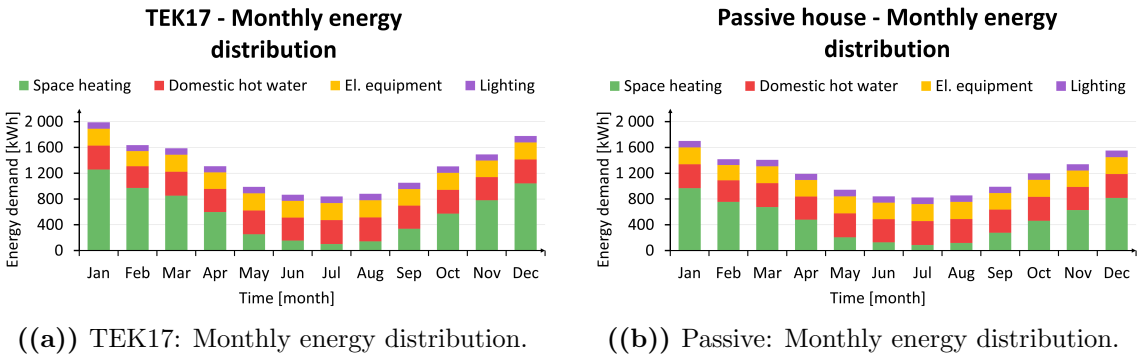 TEK17 - Monthly energy
distribution
Space heating Domestic hot water El. equipment Lighting
Energy demand [kWh]
2 000
1 600
1 200
800
400
0
Jan Feb Mar Apr May Jun Jul Aug Sep Oct Nov Dec
Time [month]
((a)) TEK17: Monthly energy distribution.
Passive house - Monthly energy
distribution
Space heating Domestic hot water El. equipment Lighting
Energy demand [kWh]
2 000
1 600
1 200
800
400
0
Jan Feb Mar Apr May Jun Jul Aug Sep Oct Nov Dec
Time [month]
((b)) Passive: Monthly energy distribution.